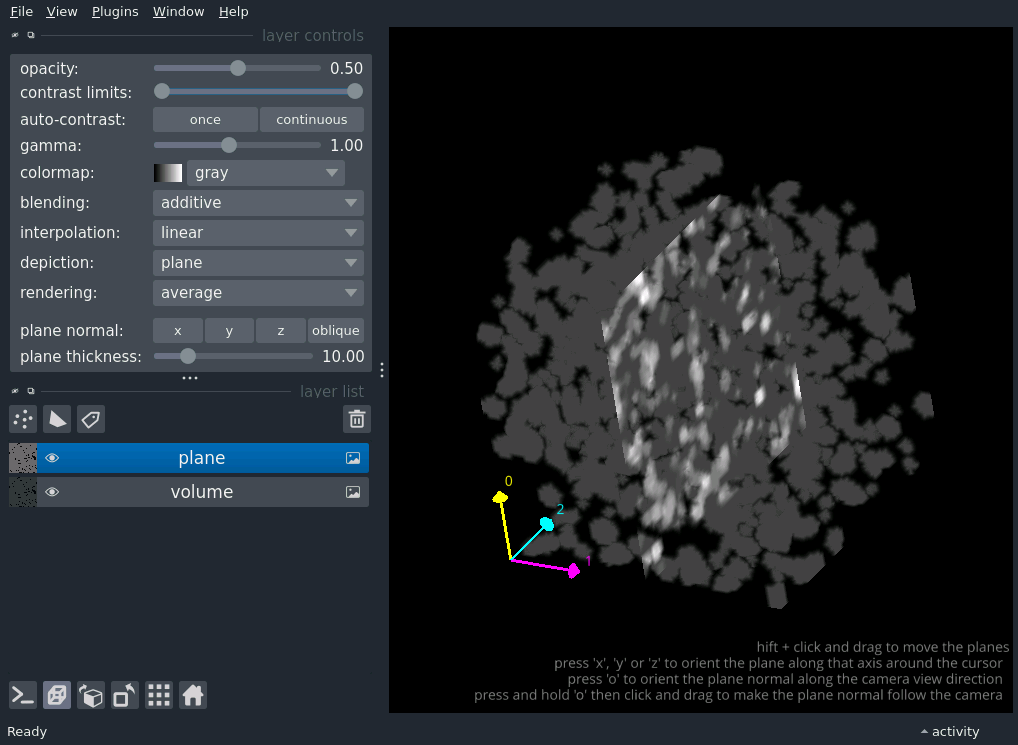 File View Plugins Window Help
layer controls
opacity: 0.50
contrast limits:
auto-contrast: once continuous
gamma: 1.00
colormap: gray
blending: additive
interpolation: linear
depiction: plane
rendering: average
plane normal: x y z oblique
plane thickness: 10.00
layer list
plane
volume
0
2
1
hift + click and drag to move the planes
press 'x', 'y' or 'z' to orient the plane along that axis around the cursor
press 'o' to orient the plane normal along the camera view direction
press and hold 'o' then click and drag to make the plane normal follow the camera
Ready activity